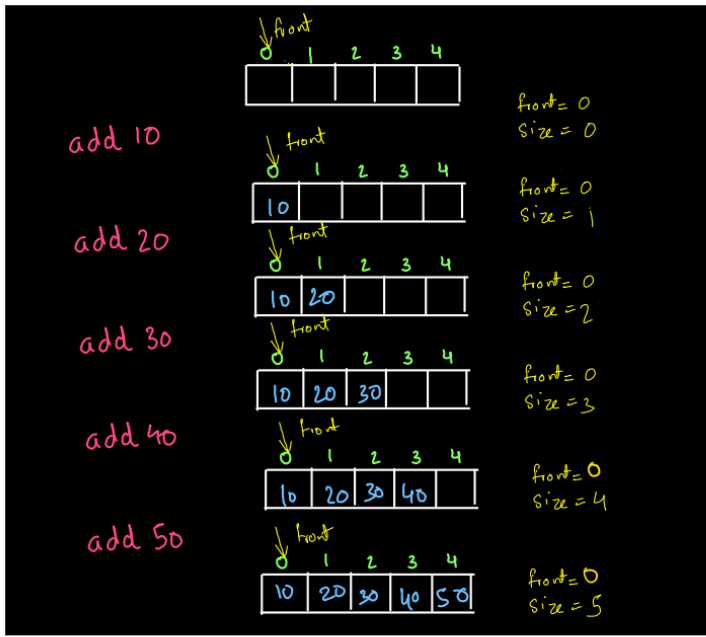 front
0 1 2 3 4
front = 0
size = 0
add 10
front
0 1 2 3 4
10
front = 0
size = 1
add 20
front
0 1 2 3 4
10 20
front = 0
size = 2
add 30
front
0 1 2 3 4
10 20 30
front = 0
size = 3
add 40
front
0 1 2 3 4
10 20 30 40
front = 0
size = 4
add 50
front
0 1 2 3 4
10 20 30 40 50
front = 0
size = 5